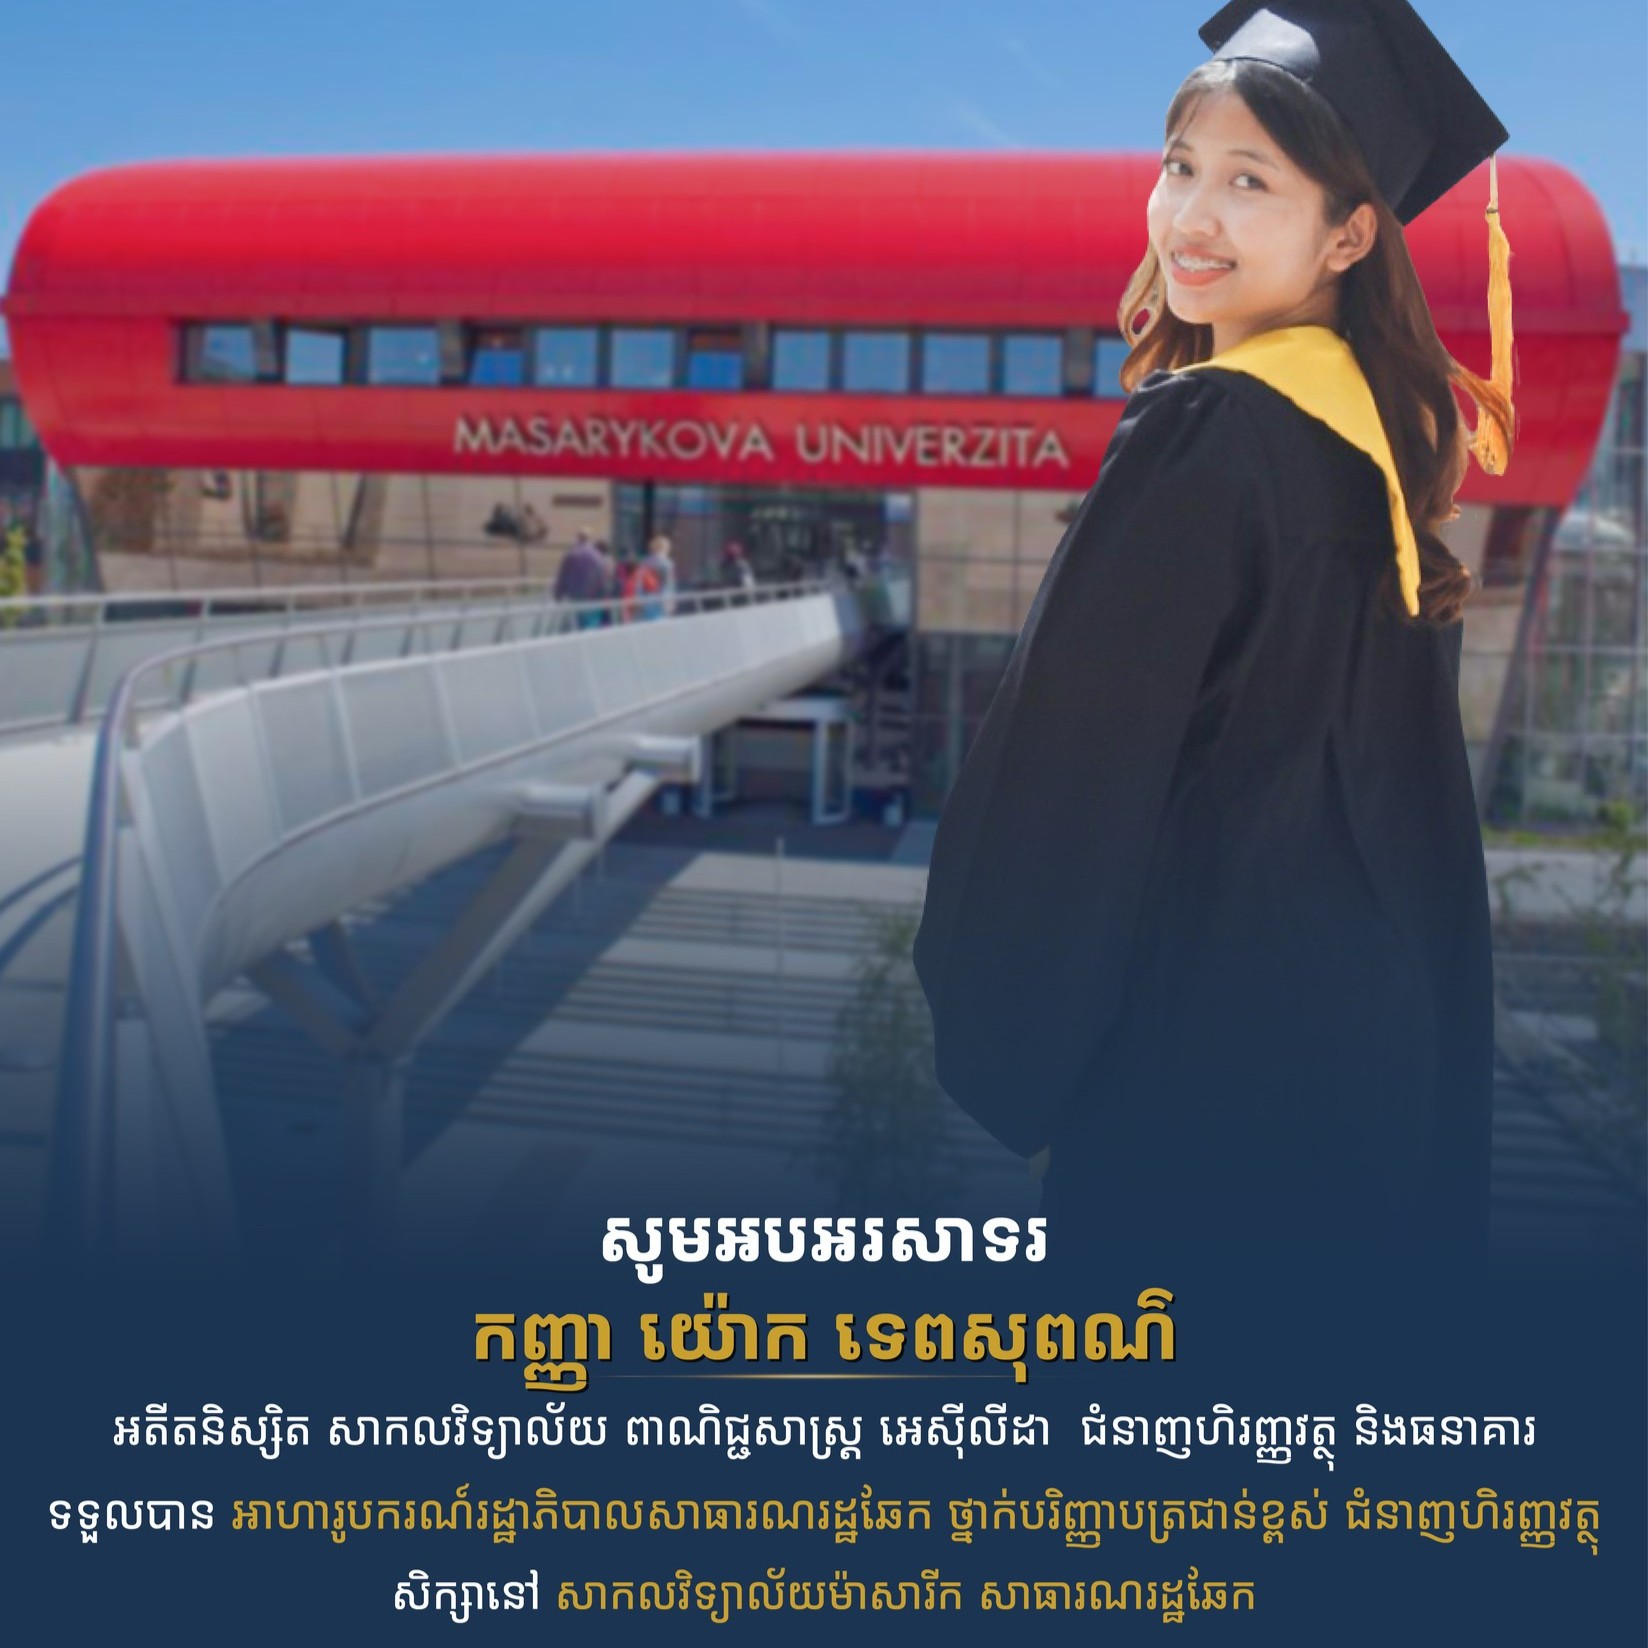 MASARYKOVA UNIVERZITA
សូមអបអរសាទរ
កញ្ញា យ៉ោក ទេពសុពណ៌
អតីតនិស្សិត សាកលវិទ្យាល័យ ពាណិជ្ជសាស្ត្រ អេស៊ីលីដា ជំនាញហិរញ្ញវត្ថុ និងធនាគារ
ទទួលបាន អាហារូបករណ៍រដ្ឋាភិបាលសាធារណរដ្ឋឆែក ថ្នាក់បរិញ្ញាបត្រជាន់ខ្ពស់ ជំនាញហិរញ្ញវត្ថុ
សិក្សានៅ សាកលវិទ្យាល័យម៉ាសារីក សាធារណរដ្ឋឆែក